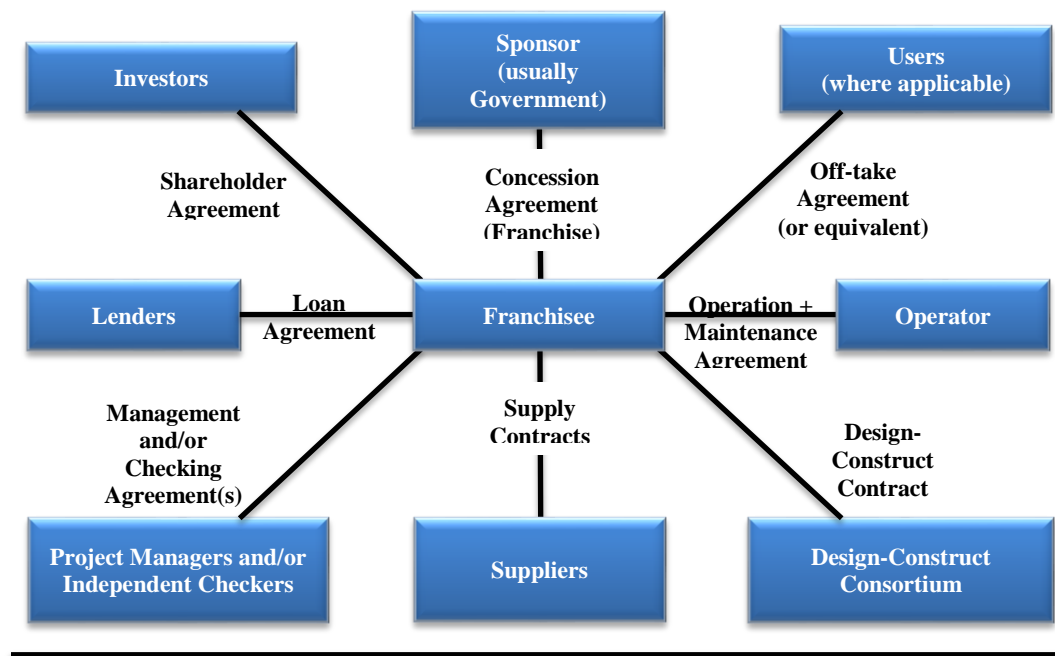 Investors
Sponsor
(usually
Government)
Users
(where applicable)
Shareholder
Agreement
Concession
Agreement
(Franchise)
Off-take
Agreement
(or equivalent)
Lenders
Loan
Agreement
Franchisee
Operation +
Maintenance
Agreement
Operator
Management
and/or
Checking
Agreement(s)
Supply
Contracts
Design-
Construct
Contract
Project Managers and/or
Independent Checkers
Suppliers
Design-Construct
Consortium